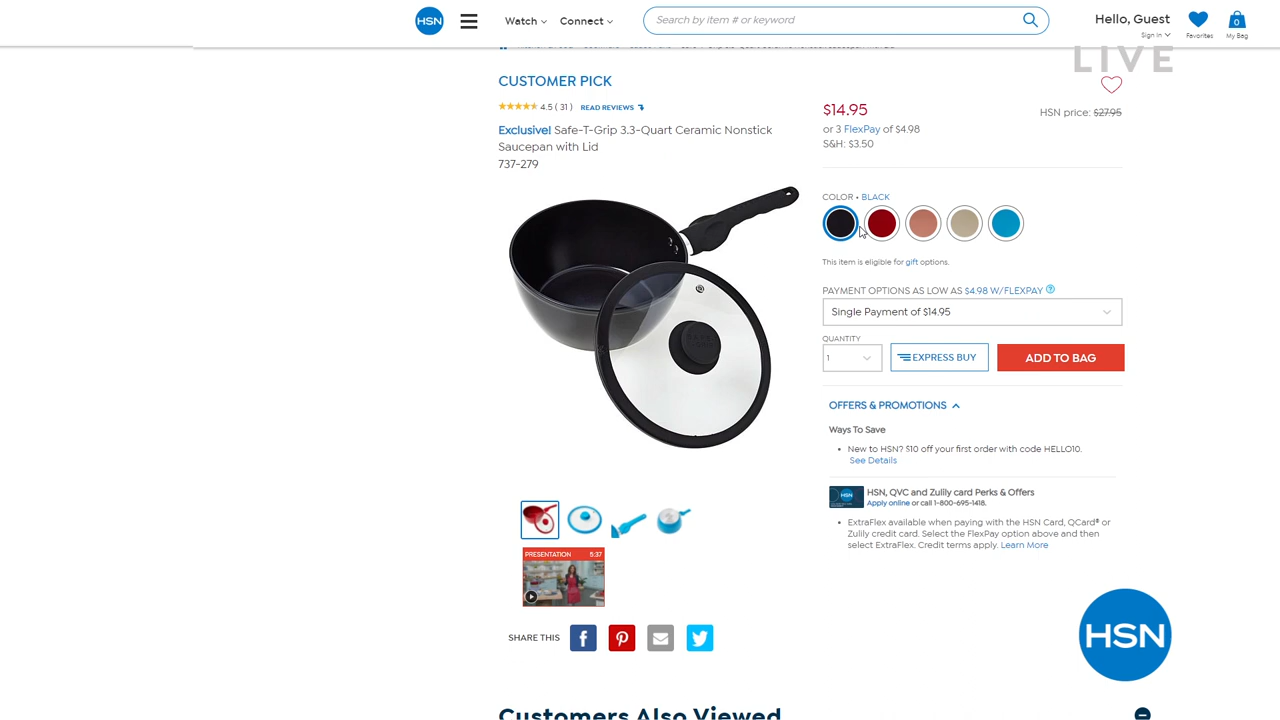 HSN
Watch
Connect
Search by item # or keyword
Hello, Guest
Sign in
Favorites
0
My Bag
LIVE
CUSTOMER PICK
4.5 ( 31 ) READ REVIEWS
Exclusive! Safe-T-Grip 3.3-Quart Ceramic Nonstick
Saucepan with Lid
737-279
$14.95
HSN price: $27.95
or 3 FlexPay of $4.98
S&H: $3.50
COLOR • BLACK
This item is eligible for gift options.
PAYMENT OPTIONS AS LOW AS $4.98 W/FLEXPAY ?
Single Payment of $14.95
QUANTITY
1
EXPRESS BUY
ADD TO BAG
OFFERS & PROMOTIONS
Ways To Save
• New to HSN? $10 off your first order with code HELLO10.
See Details
HSN
HSN, QVC and Zulily card Perks & Offers
Apply online or call 1-800-695-1418.
• ExtraFlex available when paying with the HSN Card, QCard® or
Zulily credit card. Select the FlexPay option above and then
select ExtraFlex. Credit terms apply. Learn More
PRESENTATION 5:37
SHARE THIS
HSN
Customers Also Viewed